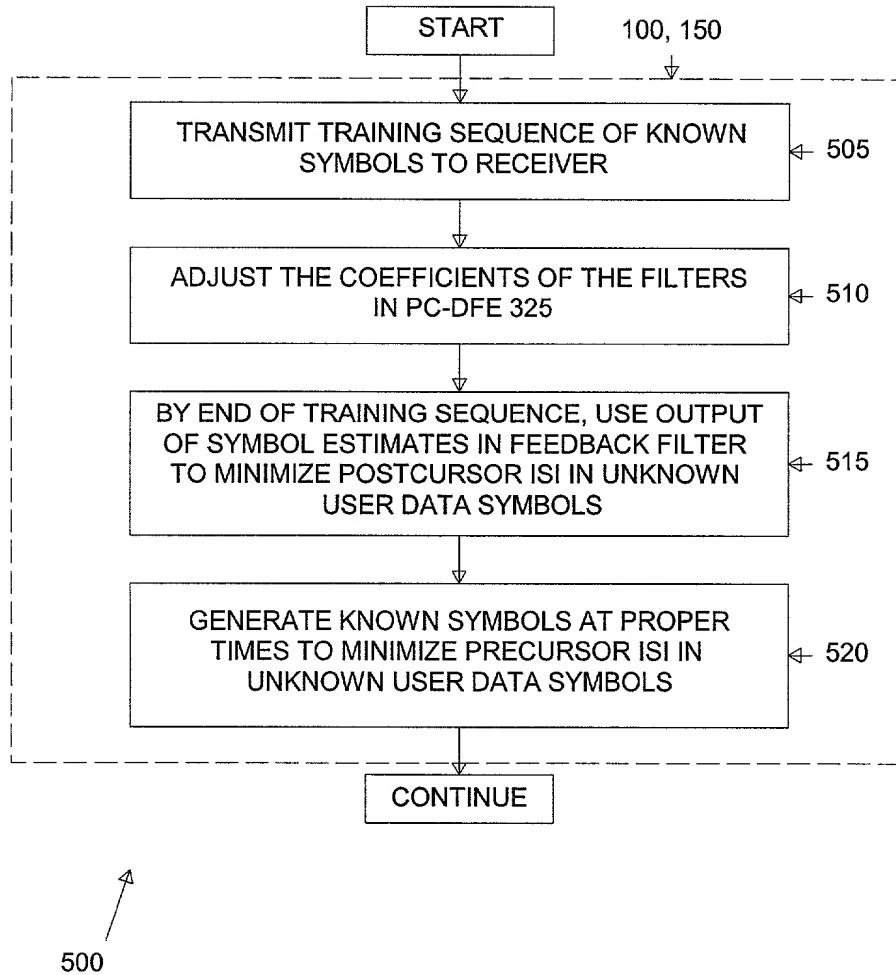 START
100, 150
TRANSMIT TRAINING SEQUENCE OF KNOWN
SYMBOLS TO RECEIVER
505
ADJUST THE COEFFICIENTS OF THE FILTERS
IN PC-DFE 325
510
BY END OF TRAINING SEQUENCE, USE OUTPUT
OF SYMBOL ESTIMATES IN FEEDBACK FILTER
TO MINIMIZE POSTCURSOR ISI IN UNKNOWN
USER DATA SYMBOLS
515
GENERATE KNOWN SYMBOLS AT PROPER
TIMES TO MINIMIZE PRECURSOR ISI IN
UNKNOWN USER DATA SYMBOLS
520
CONTINUE
500